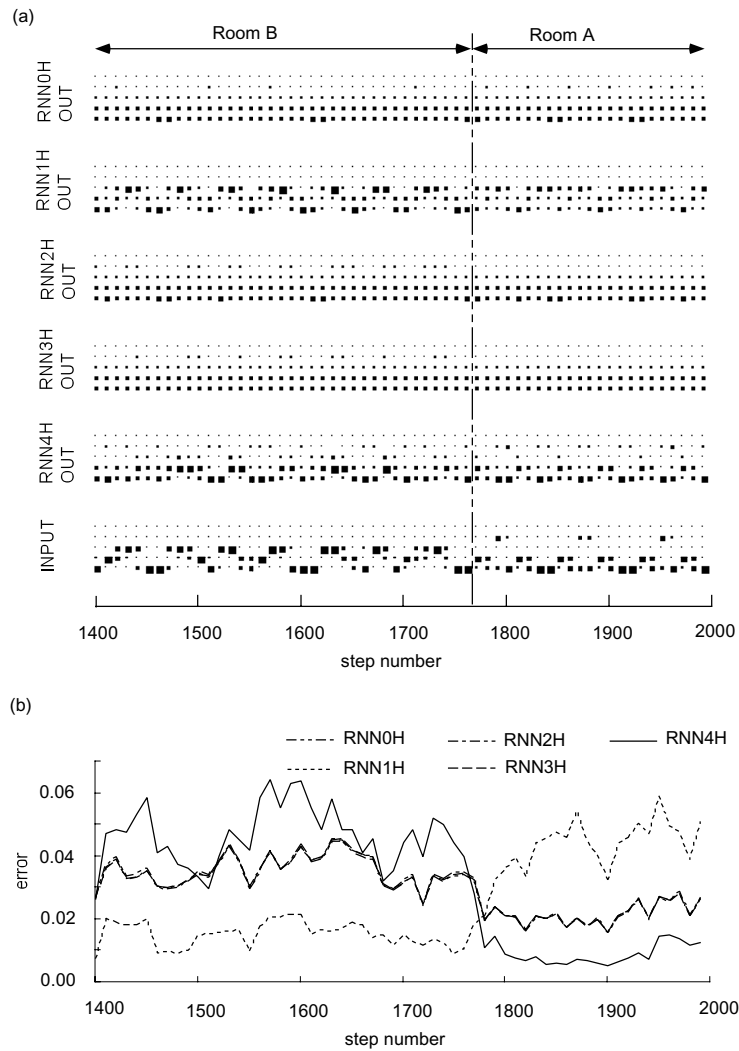 (a)
Room B
Room A
RNN0H
OUT
RNN1H
OUT
RNN2H
OUT
RNN3H
OUT
RNN4H
OUT
INPUT
1400 1500 1600 1700 1800 1900 2000
step number
(b)
RNN0H RNN2H RNN4H
RNN1H RNN3H
0.06
0.04
0.02
0.00
error
1400 1500 1600 1700 1800 1900 2000
step number